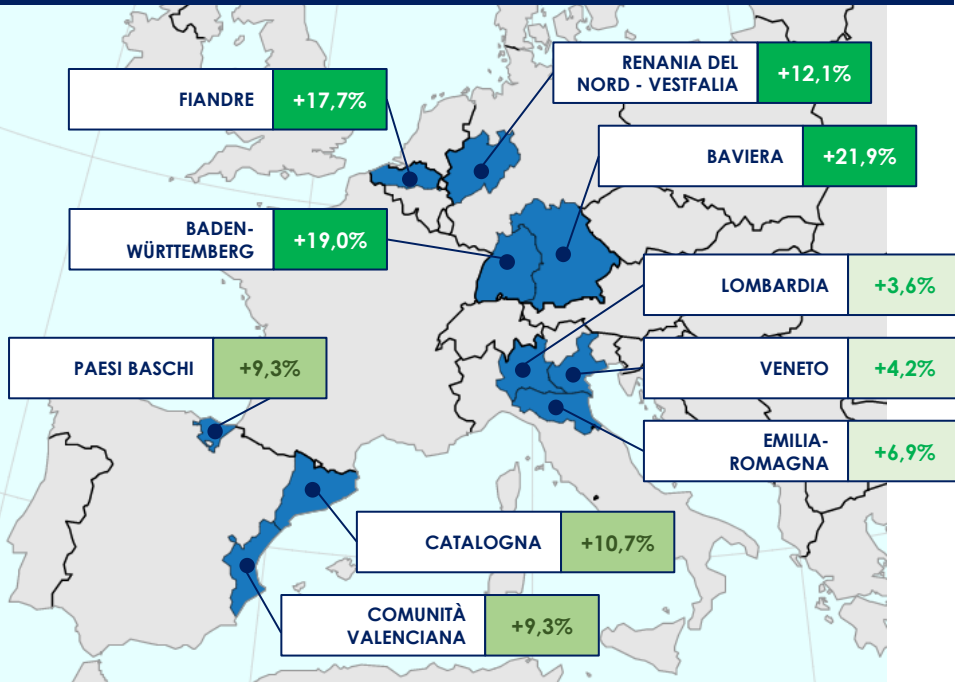 RENANIA DEL
NORD - VESTFALIA
+12,1%
FIANDRE
+17,7%
BAVIERA
+21,9%
BADEN-
WÜRTTEMBERG
+19,0%
LOMBARDIA
+3,6%
PAESI BASCHI
+9,3%
VENETO
+4,2%
EMILIA-
ROMAGNA
+6,9%
CATALOGNA
+10,7%
COMUNITÀ
VALENCIANA
+9,3%